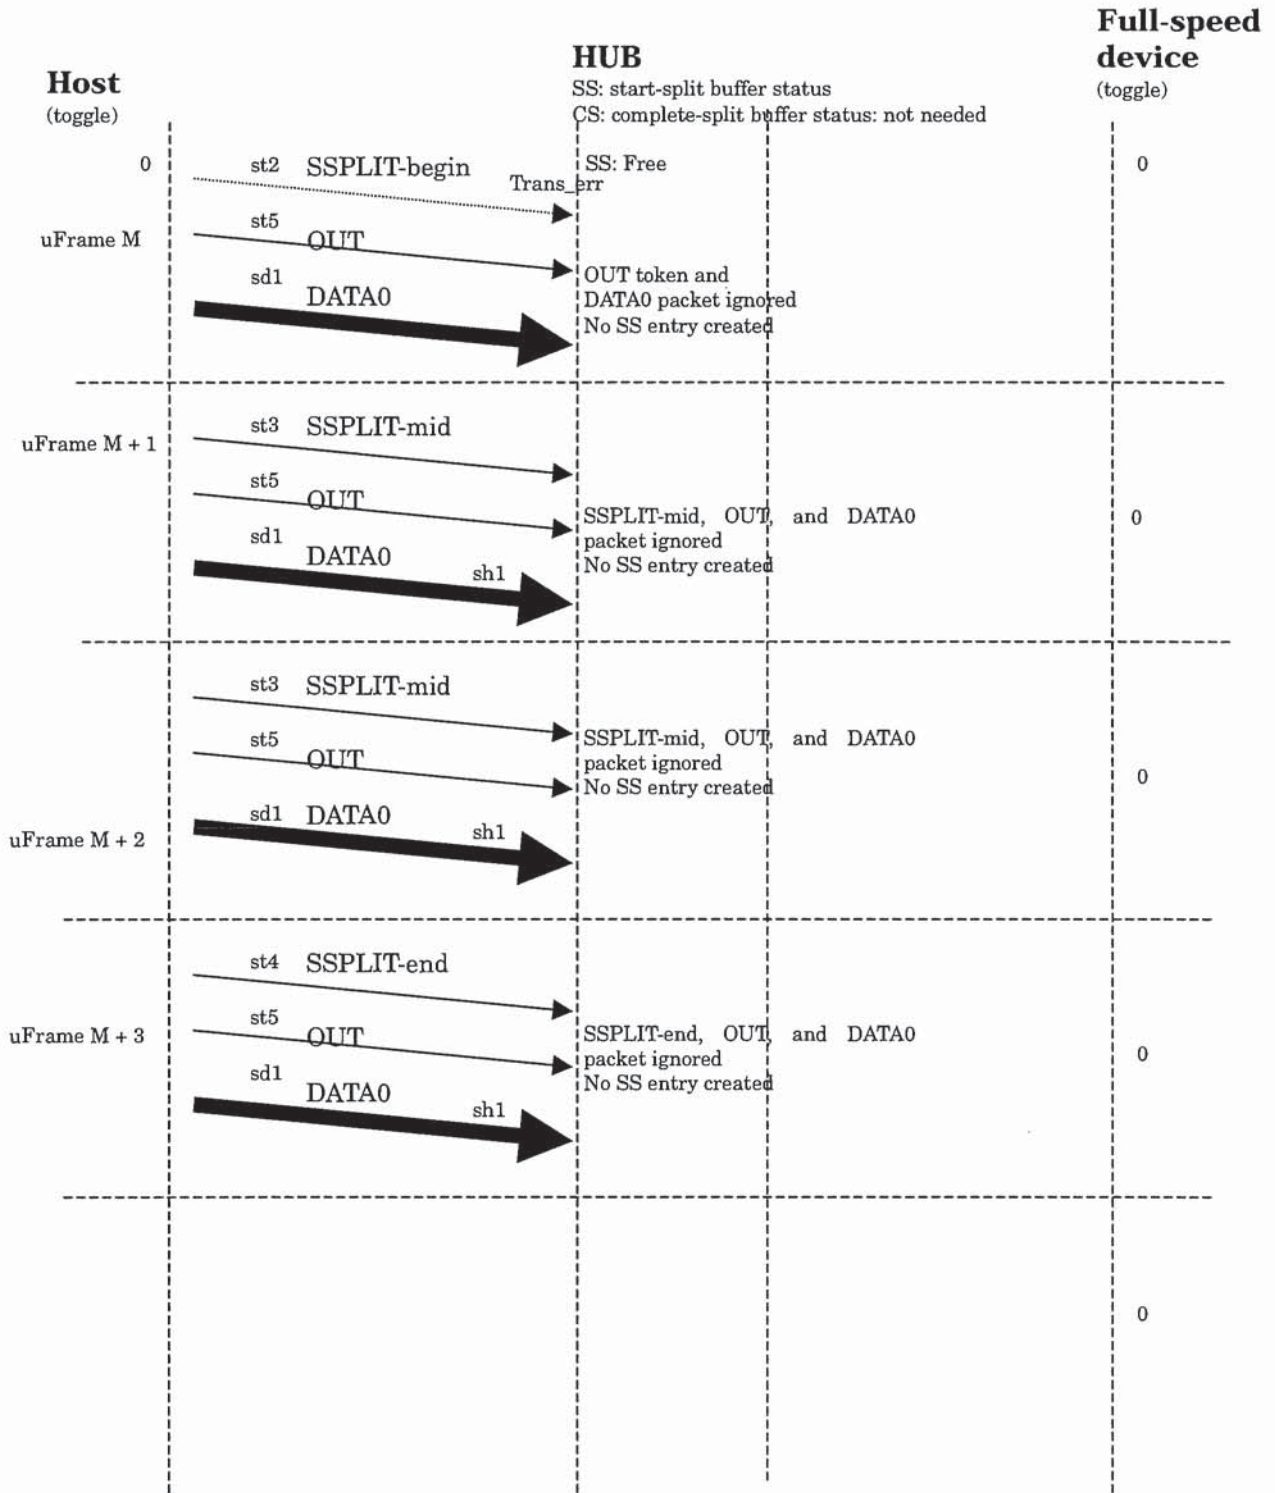 Full-speed
device
(toggle)
HUB
SS: start-split buffer status
CS: complete-split buffer status: not needed
Host
(toggle)
0
st2 SSPLIT-begin
Trans_err
SS: Free
0
st5
OUT
uFrame M
sd1
DATA0
OUT token and
DATA0 packet ignored
No SS entry created
uFrame M + 1
st3 SSPLIT-mid
st5
OUT
sd1
DATA0
sh1
SSPLIT-mid, OUT, and DATA0
packet ignored
No SS entry created
0
st3 SSPLIT-mid
st5
OUT
SSPLIT-mid, OUT, and DATA0
packet ignored
No SS entry created
0
sd1 DATA0
sh1
uFrame M + 2
st4 SSPLIT-end
st5
OUT
uFrame M + 3
SSPLIT-end, OUT, and DATA0
packet ignored
No SS entry created
0
sd1
DATA0
sh1
0